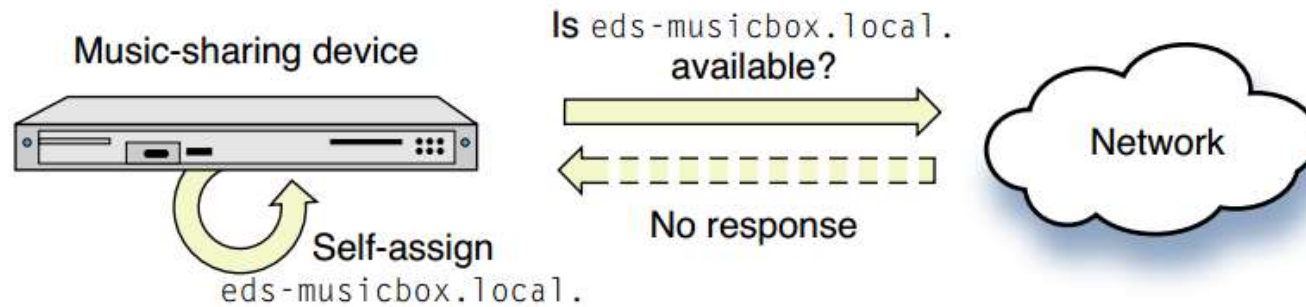 Music-sharing device
Is eds-musicbox.local.
available?
Network
No response
Self-assign
eds-musicbox.local.